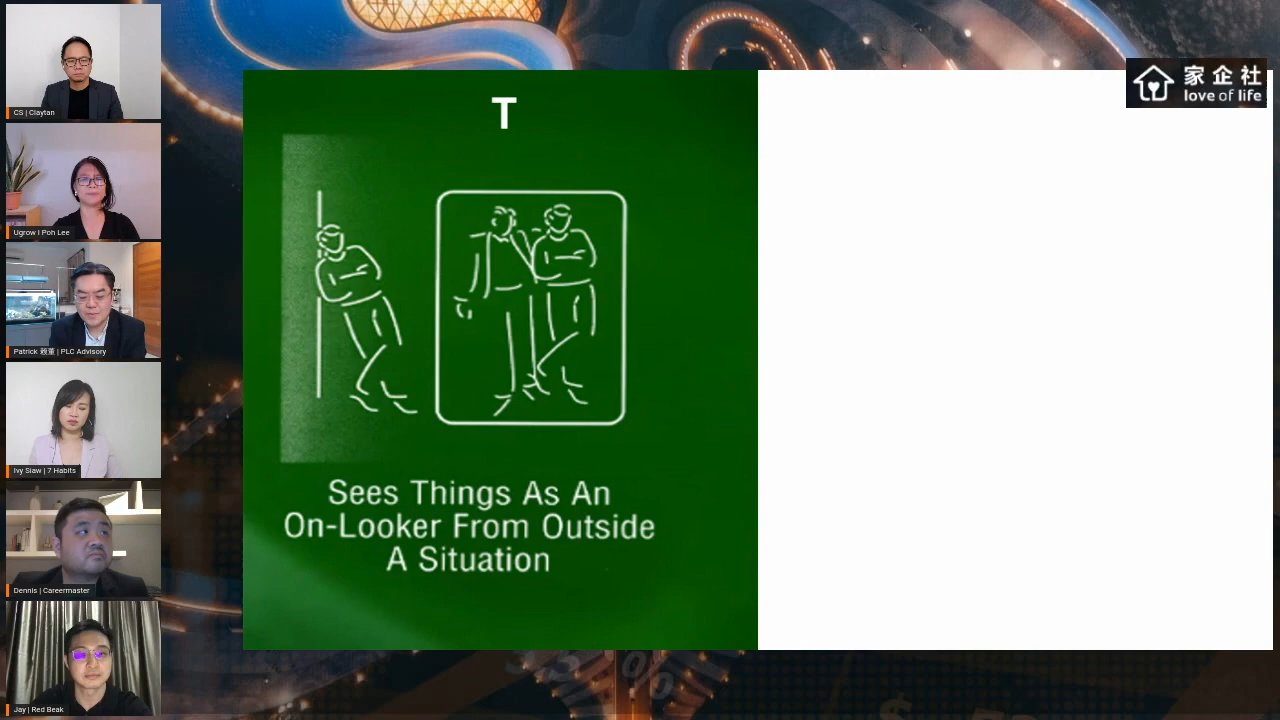 CS | Claytan
Ugrow I Poh Lee
Patrick 赖董 | PLC Advisory
Ivy Siaw | 7 Habits
Dennis | Careermaster
Jay | Red Beak
T
Sees Things As An
On-Looker From Outside
A Situation
家企社
love of life